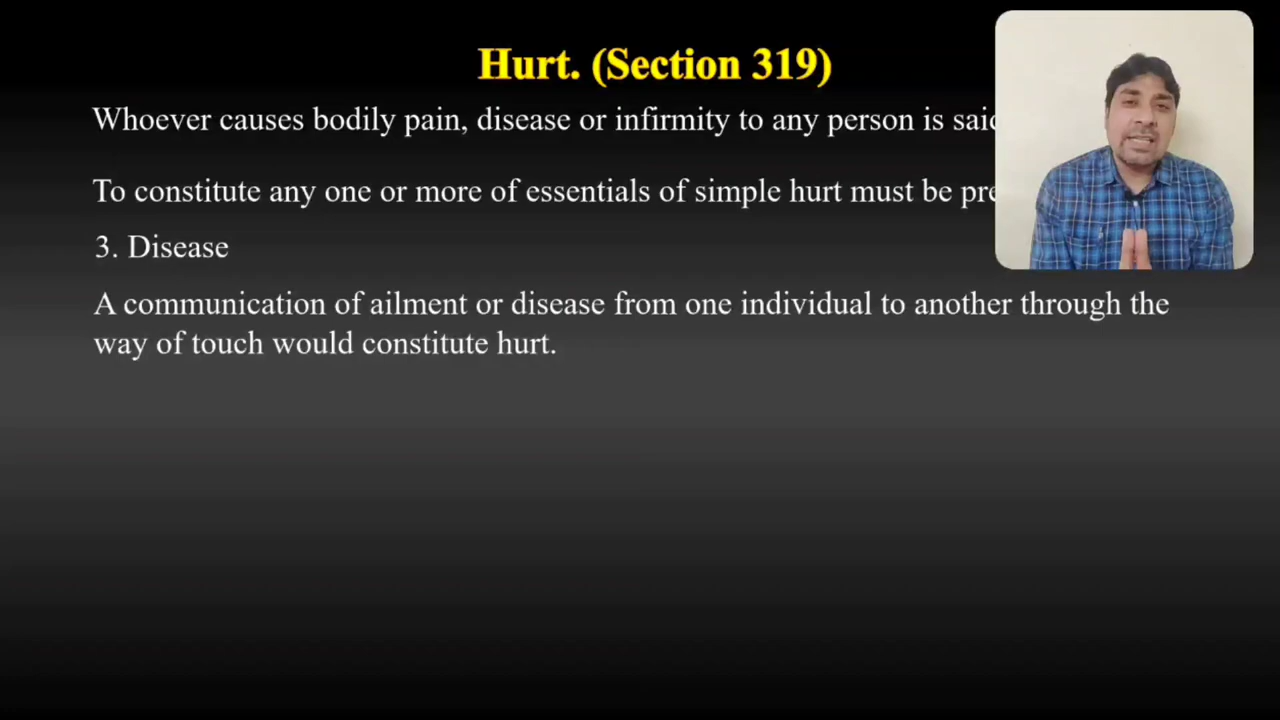 Hurt. (Section 319)
Whoever causes bodily pain, disease or infirmity to any person is
To constitute any one or more of essentials of simple hurt must be
3. Disease
A communication of ailment or disease from one individual to another through the
way of touch would constitute hurt.